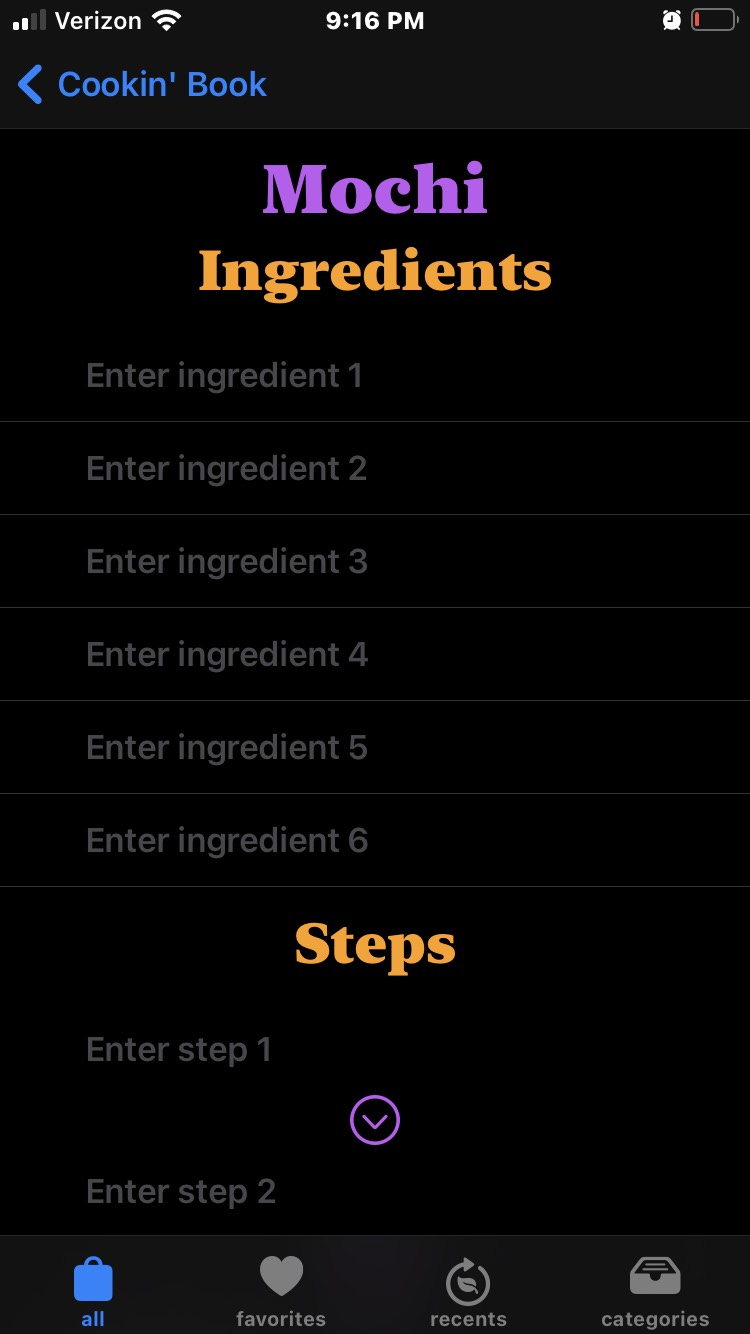 Verizon 9:16 PM
Cookin' Book
Mochi
Ingredients
Enter ingredient 1
Enter ingredient 2
Enter ingredient 3
Enter ingredient 4
Enter ingredient 5
Enter ingredient 6
Steps
Enter step 1
Enter step 2
all favorites recents categories